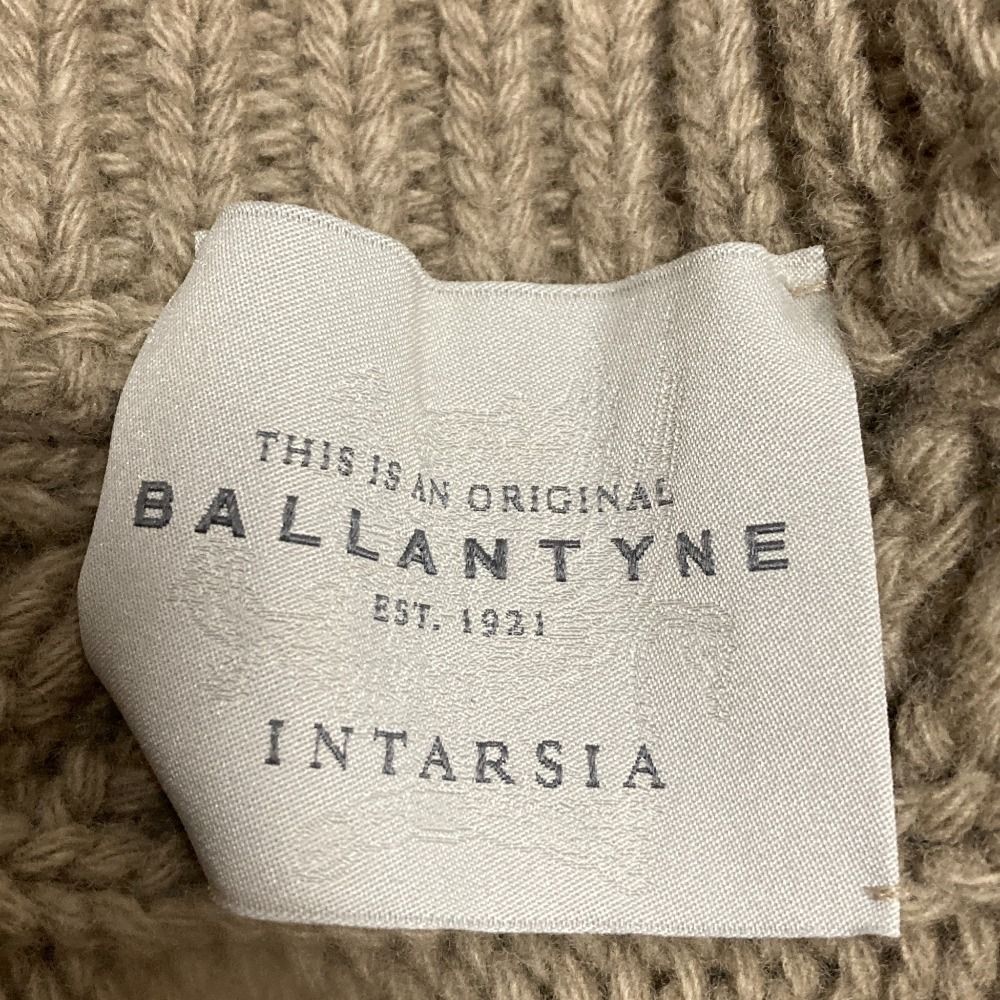 THIS IS AN ORIGINAL
BALLANTYNE
EST. 1921
INTARSIA